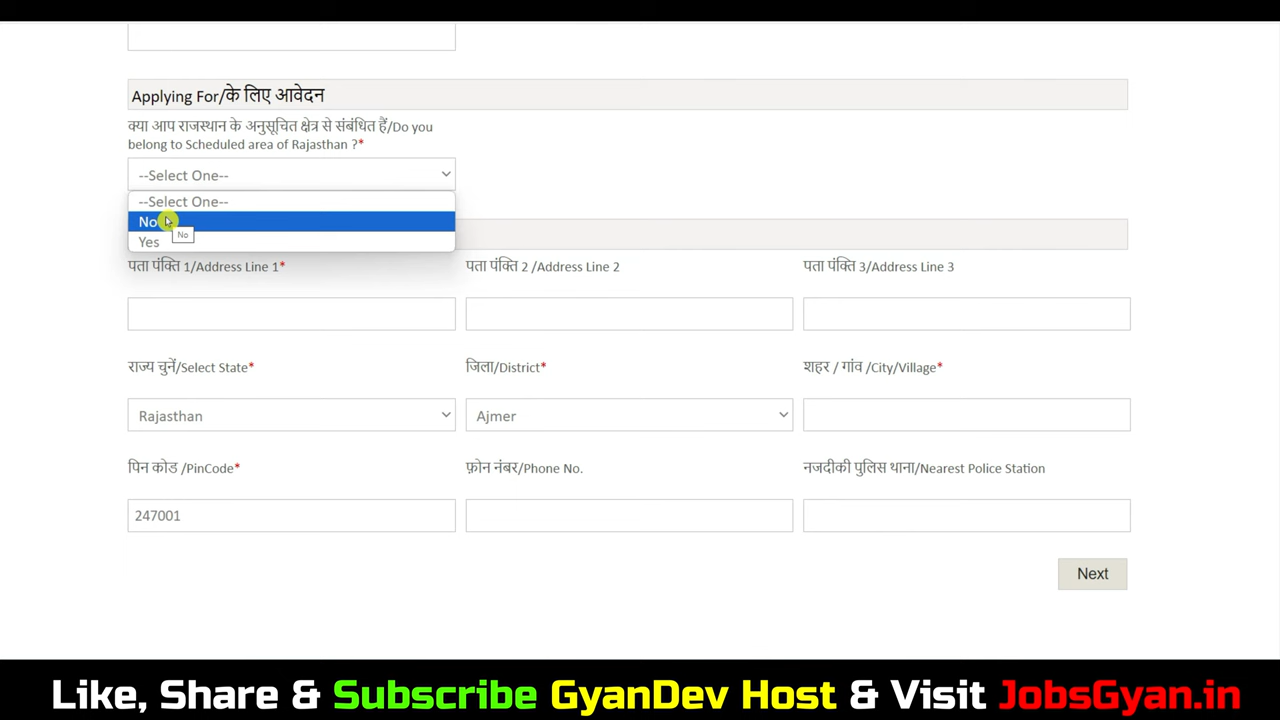 Applying For/के लिए आवेदन
क्या आप राजस्थान के अनुसूचित क्षेत्र से संबंधित हैं/Do you
belong to Scheduled area of Rajasthan ?*
--Select One--
--Select One--
No
No
Yes
पता पंक्ति 1/Address Line 1* पता पंक्ति 2 /Address Line 2 पता पंक्ति 3/Address Line 3
राज्य चुनें/Select State* जिला/District* शहर / गांव /City/Village*
Rajasthan Ajmer
पिन कोड /PinCode* फ़ोन नंबर/Phone No. नजदीकी पुलिस थाना/Nearest Police Station
247001
Next
Like, Share & Subscribe GyanDev Host & Visit JobsGyan.in